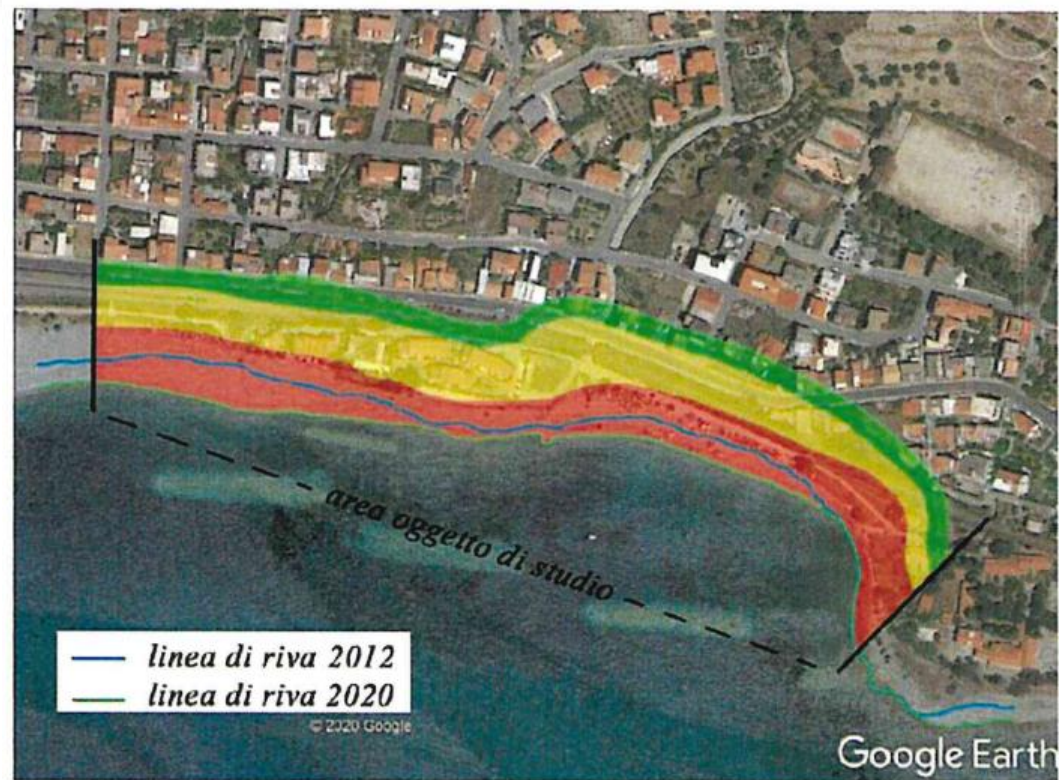 area oggetto di studio
linea di riva 2012
linea di riva 2020
© 2020 Google
Google Earth